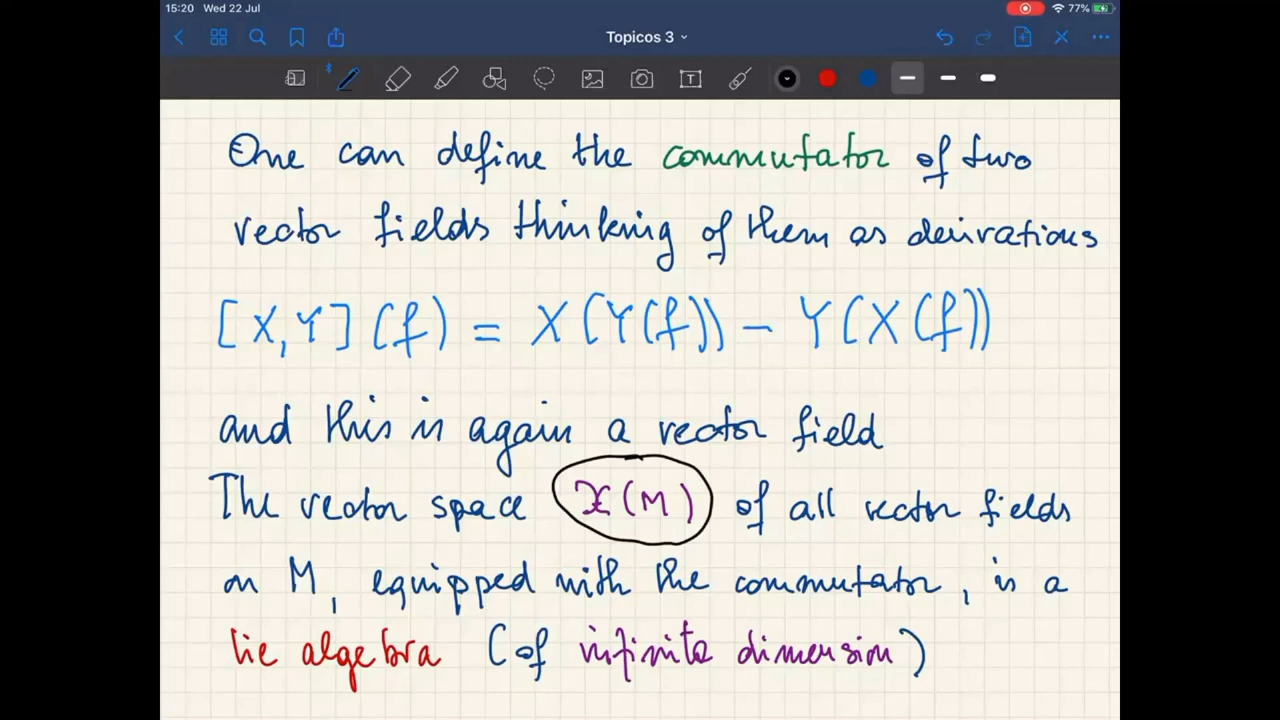 15:20 Wed 22 Jul 77%
Topicos 3
T
One can define the commutator of two
vector fields thinking of them as derivations
[X,Y](f) = X(Y(f)) - Y(X(f))
and this is again a vector field
The vector space 𝔛(M) of all vector fields
on M, equipped with the commutator, is a
lie algebra (of infinite dimension)